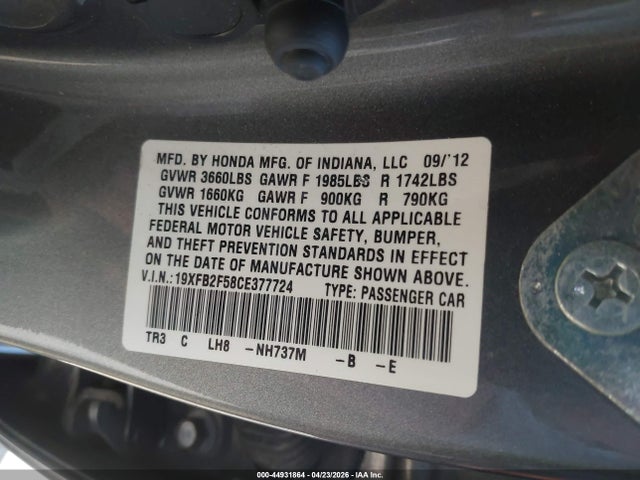 MFD. BY HONDA MFG. OF INDIANA, LLC 09/'12
GVWR 3660LBS GAWR F 1985LBS R 1742LBS
GVWR 1660KG GAWR F 900KG R 790KG
THIS VEHICLE CONFORMS TO ALL APPLICABLE
FEDERAL MOTOR VEHICLE SAFETY, BUMPER,
AND THEFT PREVENTION STANDARDS IN EFFECT
ON THE DATE OF MANUFACTURE SHOWN ABOVE.
V.I.N.:19XFB2F58CE377724 TYPE: PASSENGER CAR
TR3 C LH8 -NH737M -B -E
000-44931864 | 04/23/2026 | IAA Inc.